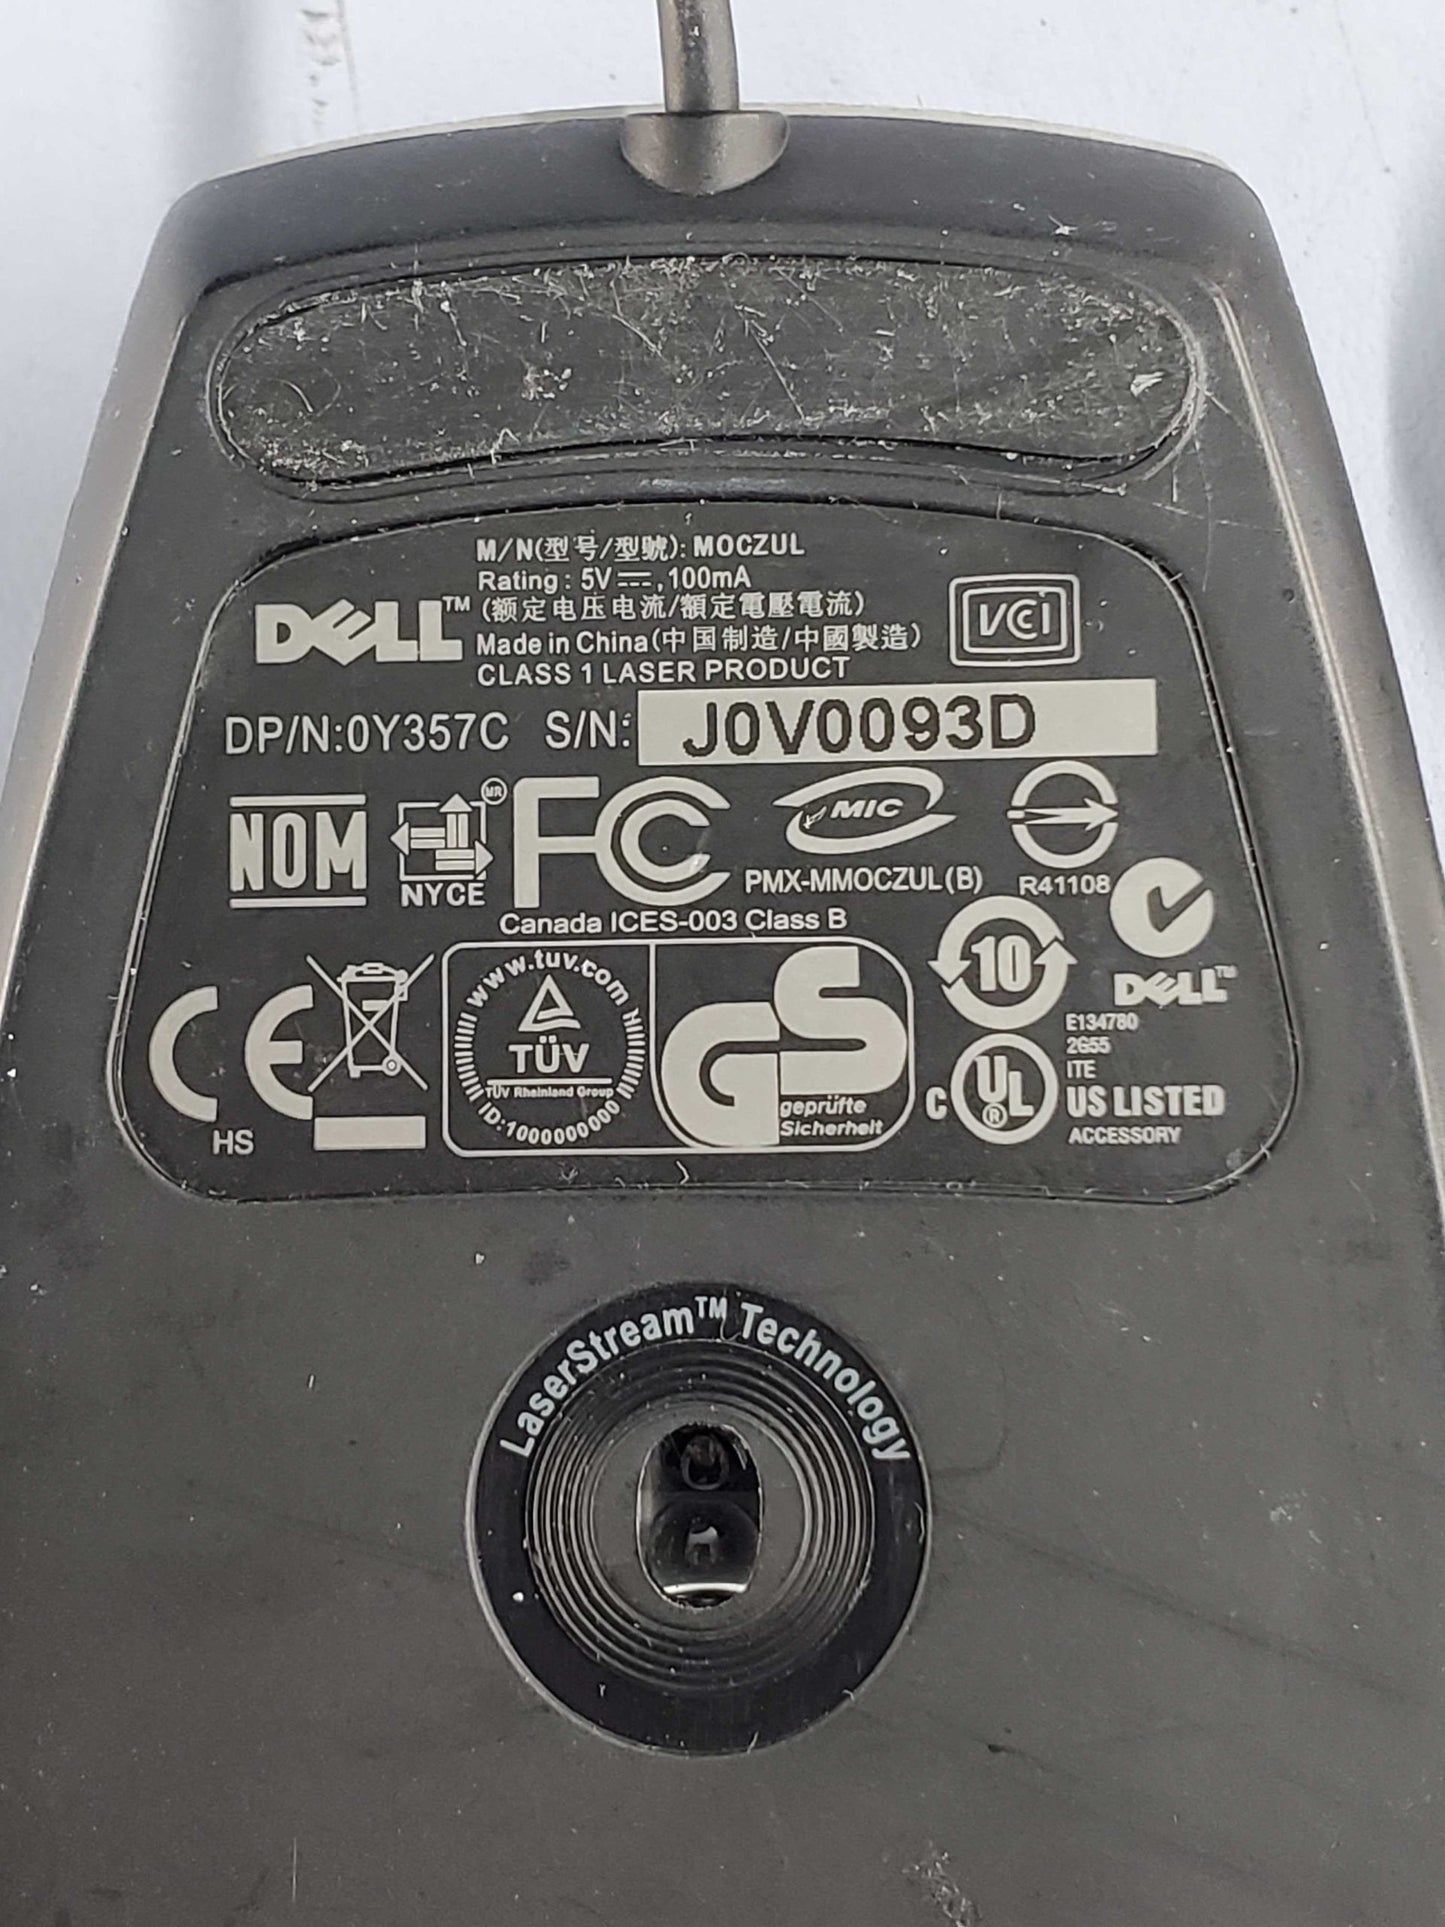 M/N(型号/型號): MOCZUL
Rating: 5V⎓, 100mA
DELL™ (额定电压电流/額定電壓電流)
Made in China(中国制造/中國製造)
CLASS 1 LASER PRODUCT
VCI
DP/N:0Y357C S/N: J0V0093D
NOM NYCE MR FC MIC
PMX-MMOCZUL(B) R41108
Canada ICES-003 Class B
DELL™
CE
HS
www.tuv.com
TÜV
TÜV Rheinland Group
ID:1000000000
GS
geprüfte
Sicherheit
10
E134780
2G55
ITE
C UL® US LISTED
ACCESSORY
LaserStream™ Technology